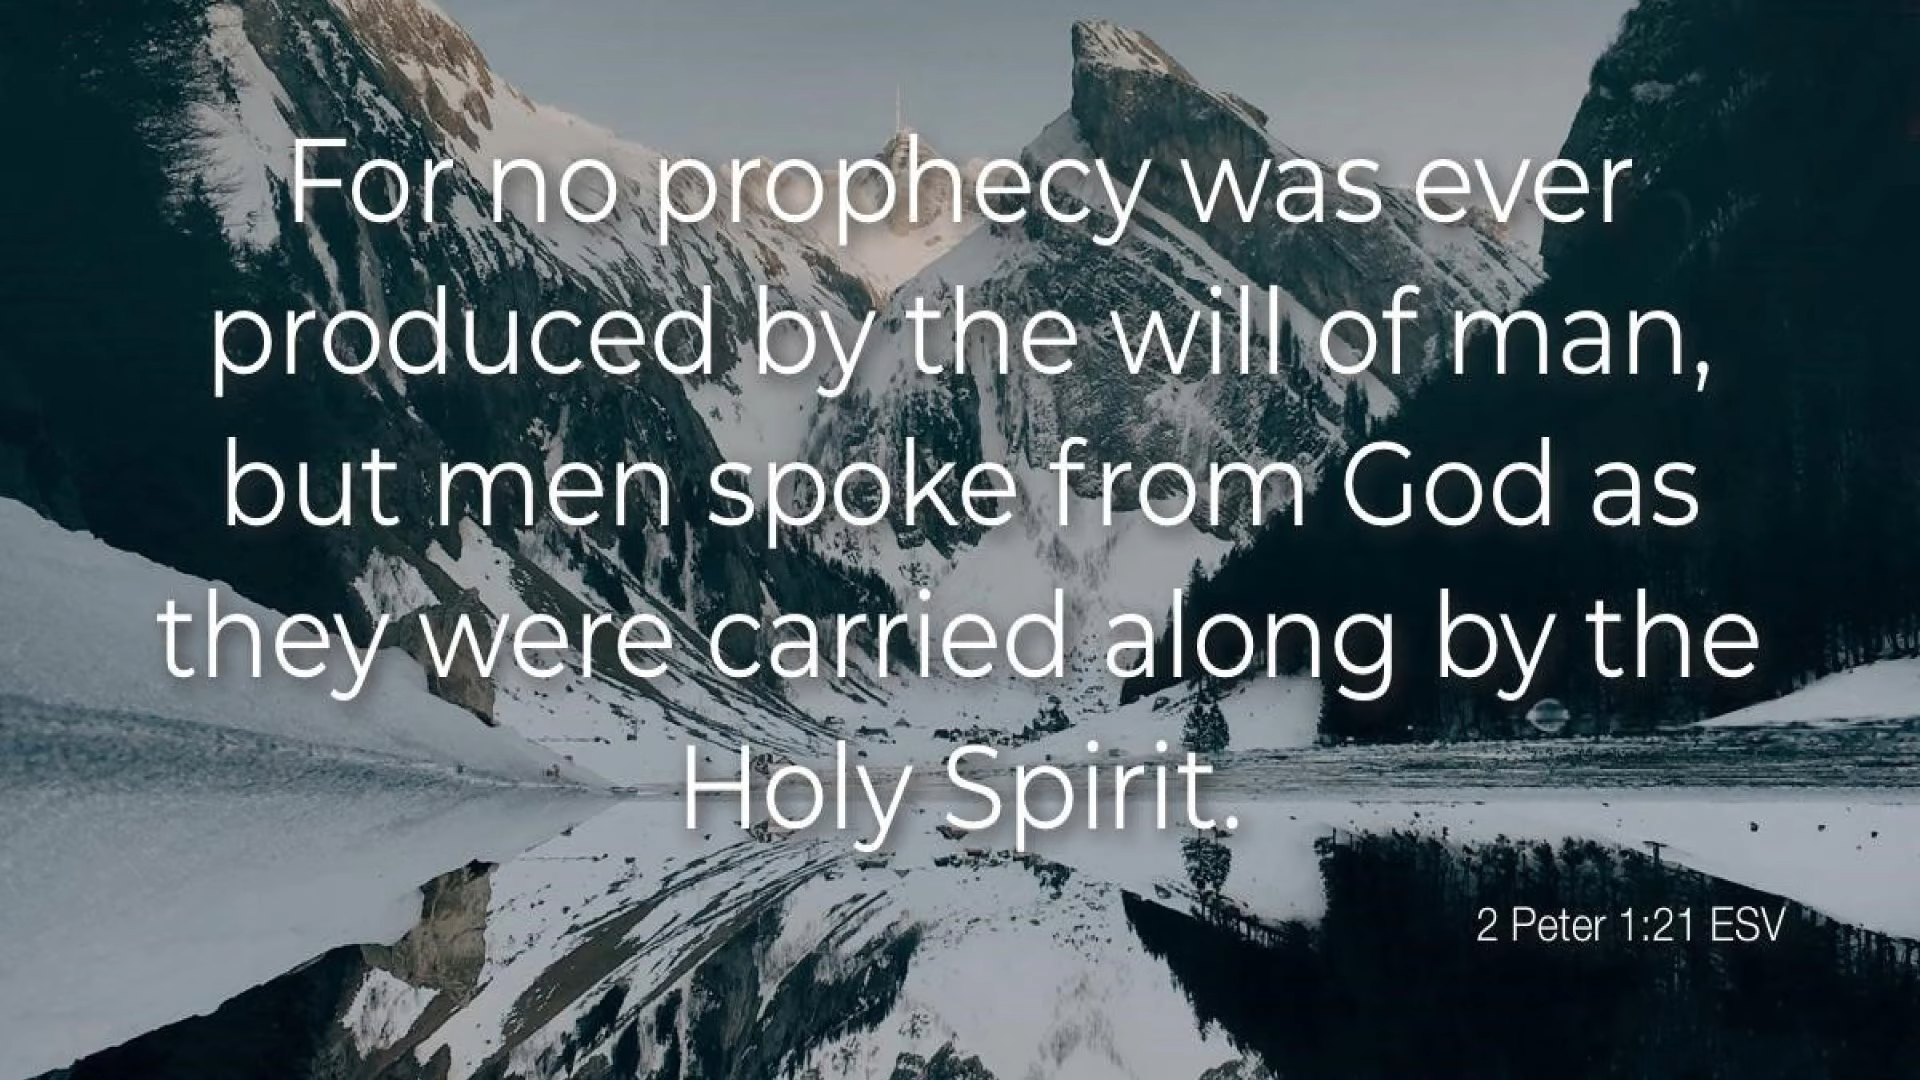 For no prophecy was ever
produced by the will of man,
but men spoke from God as
they were carried along by the
Holy Spirit.
2 Peter 1:21 ESV